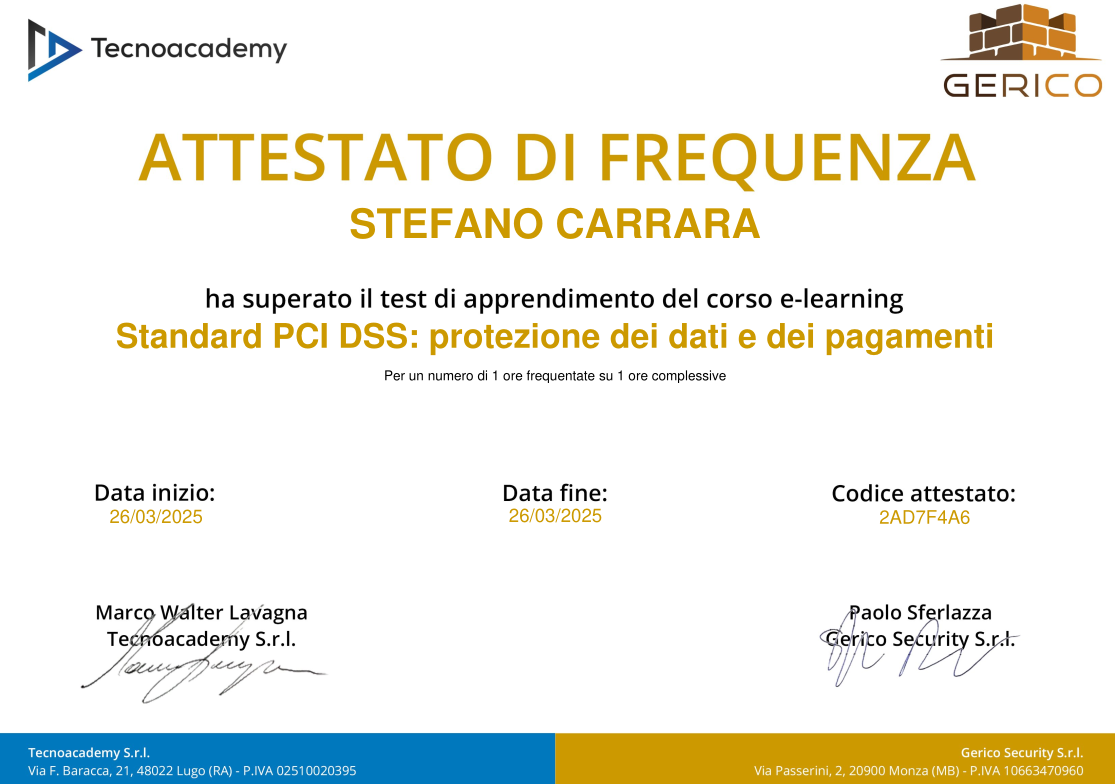 Tecnoacademy
GERICO
ATTESTATO DI FREQUENZA
STEFANO CARRARA
ha superato il test di apprendimento del corso e-learning
Standard PCI DSS: protezione dei dati e dei pagamenti
Per un numero di 1 ore frequentate su 1 ore complessive
Data inizio:
26/03/2025
Data fine:
26/03/2025
Codice attestato:
2AD7F4A6
Marco Walter Lavagna
Tecnoacademy S.r.l.
Paolo Sferlazza
Gerico Security S.r.l.
Tecnoacademy S.r.l.
Via F. Baracca, 21, 48022 Lugo (RA) - P.IVA 02510020395
Gerico Security S.r.l.
Via Passerini, 2, 20900 Monza (MB) - P.IVA 10663470960